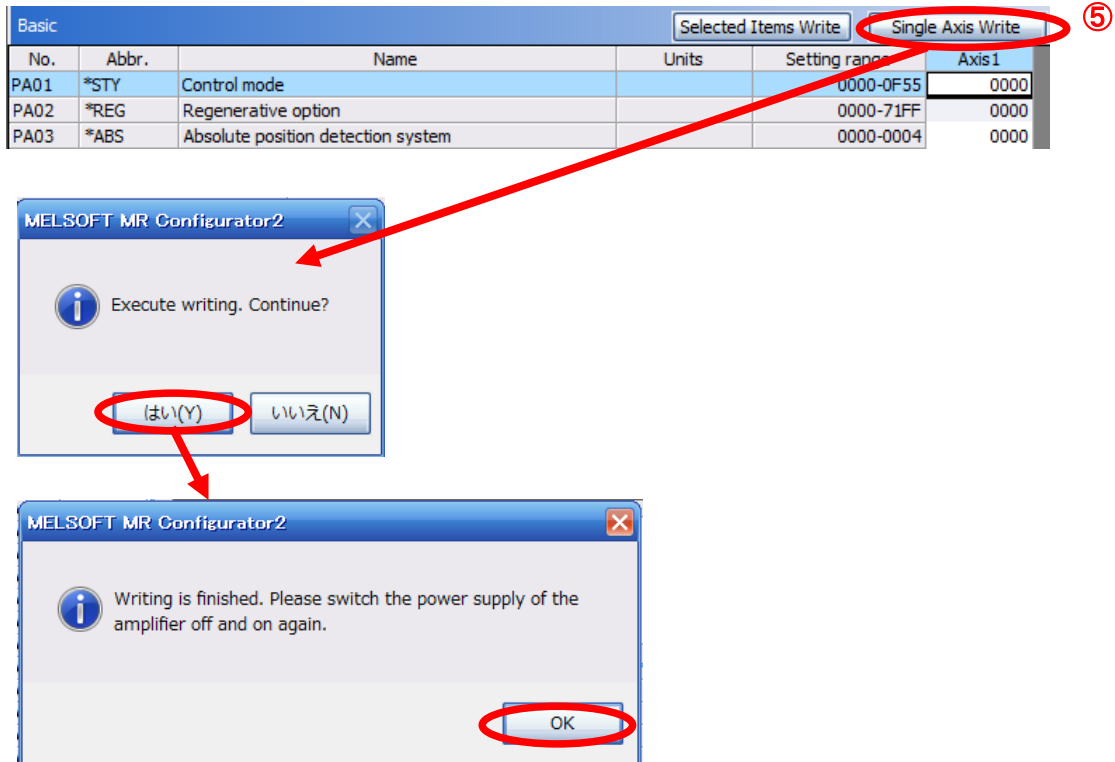 Basic Selected Items Write Single Axis Write ⑤
No. Abbr. Name Units Setting range Axis1
PA01 *STY Control mode 0000-0F55 0000
PA02 *REG Regenerative option 0000-71FF 0000
PA03 *ABS Absolute position detection system 0000-0004 0000
MELSOFT MR Configurator2
Execute writing. Continue?
はい(Y) いいえ(N)
MELSOFT MR Configurator2
Writing is finished. Please switch the power supply of the
amplifier off and on again.
OK